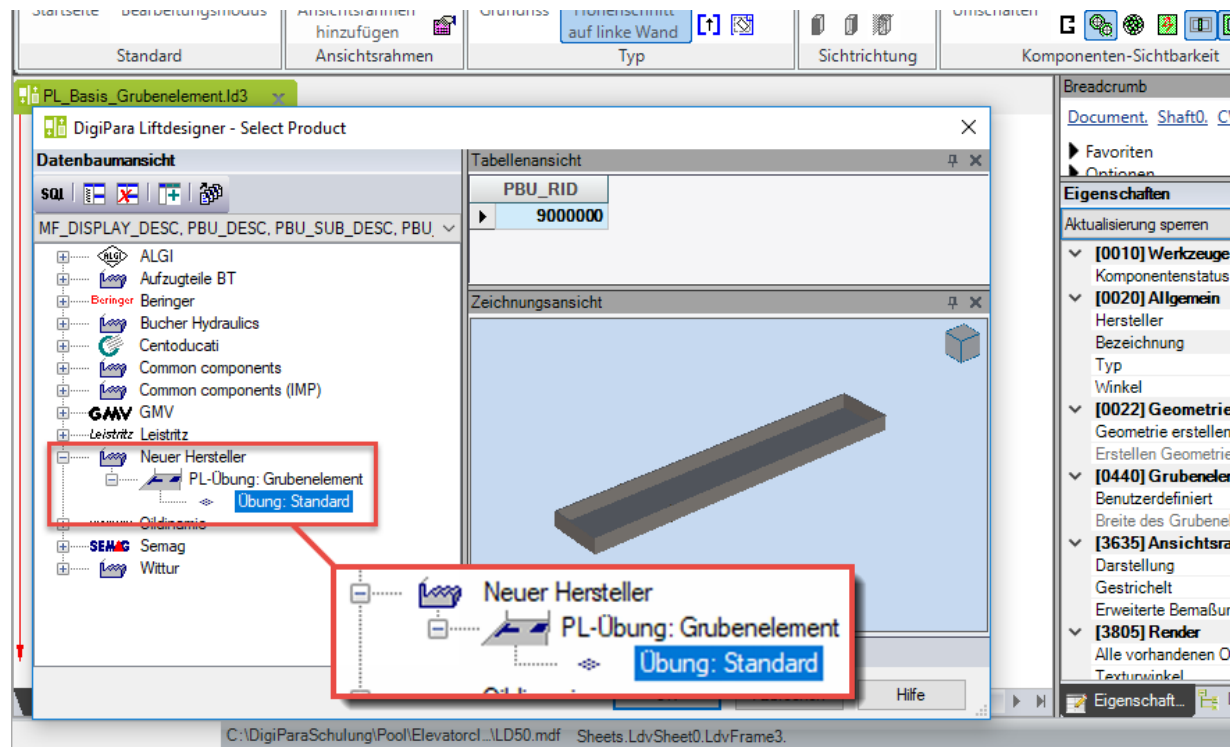 Startseite Bearbeitungsmodus Ansichtsrahmen Grundriss Höhenschnitt Umschalten
hinzufügen auf linke Wand
Standard Ansichtsrahmen Typ Sichtrichtung Komponenten-Sichtbarkeit
PL_Basis_Grubenelement.ld3
Breadcrumb
Document. Shaft0.
Favoriten
Optionen
Eigenschaften
Aktualisierung sperren
[0010] Werkzeuge
Komponentenstatus
[0020] Allgemein
Hersteller
Bezeichnung
Typ
Winkel
[0022] Geometrie
Geometrie erstellen
Erstellen Geometrie
[0440] Grubenele
Benutzerdefiniert
Breite des Grubene
[3635] Ansichtsra
Darstellung
Gestrichelt
Erweiterte Bemaßu
[3805] Render
Alle vorhandenen O
Texturwinkel
Eigenschaft...
DigiPara Liftdesigner - Select Product
Datenbaumansicht
SQL
MF_DISPLAY_DESC, PBU_DESC, PBU_SUB_DESC, PBU_
ALGI ALGI
Aufzugteile BT
Beringer Beringer
Bucher Hydraulics
Centoducati
Common components
Common components (IMP)
GMV GMV
Leistritz Leistritz
Neuer Hersteller
PL-Übung: Grubenelement
Übung: Standard
Oildinamic
SEMAG Semag
Wittur
Tabellenansicht
PBU_RID
9000000
Zeichnungsansicht
Neuer Hersteller
PL-Übung: Grubenelement
Übung: Standard
Hilfe
C:\DigiParaSchulung\Pool\Elevatorcl...\LD50.mdf Sheets.LdvSheet0.LdvFrame3.